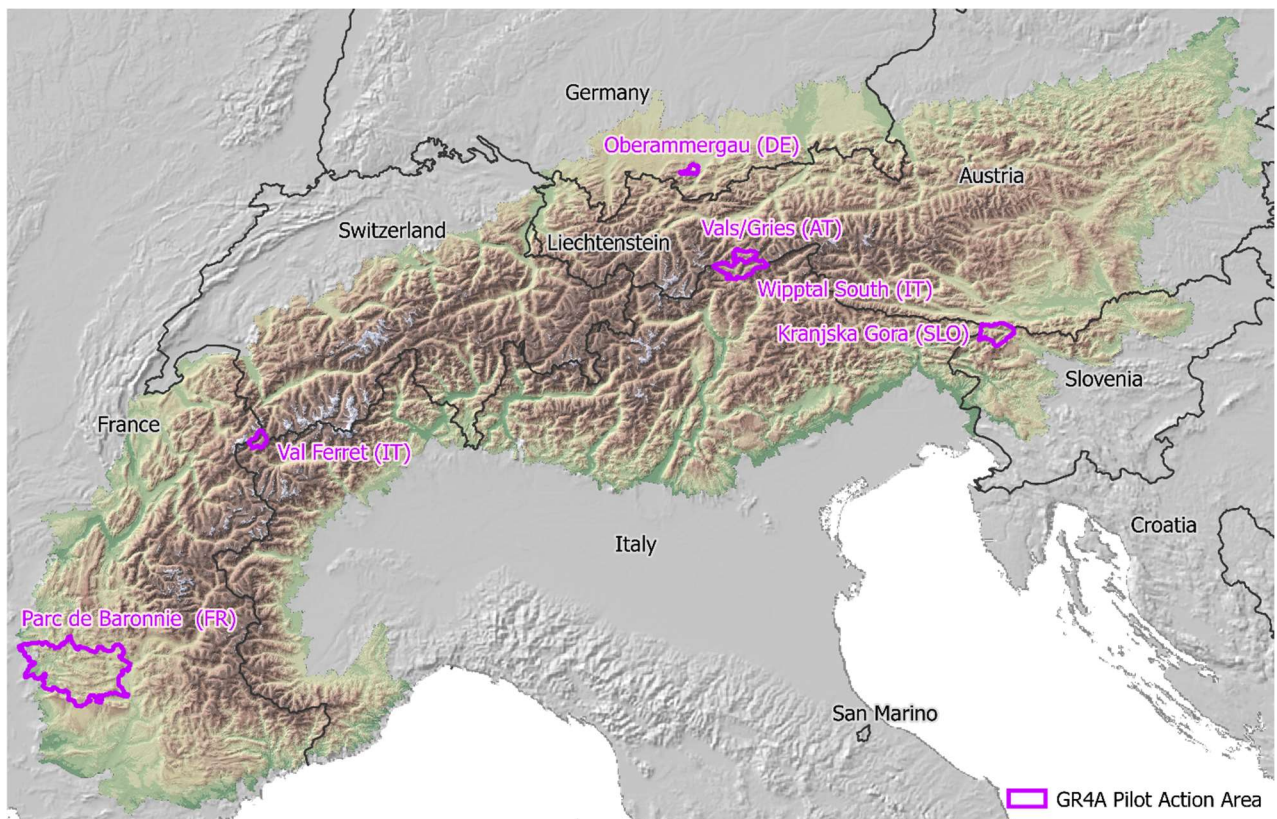 Germany
Oberammergau (DE)
Austria
Switzerland
Vals/Gries (AT)
Liechtenstein
Wipptal South (IT)
Kranjska Gora (SLO)
Slovenia
France
Val Ferret (IT)
Croatia
Italy
Parc de Baronnie (FR)
San Marino
GR4A Pilot Action Area